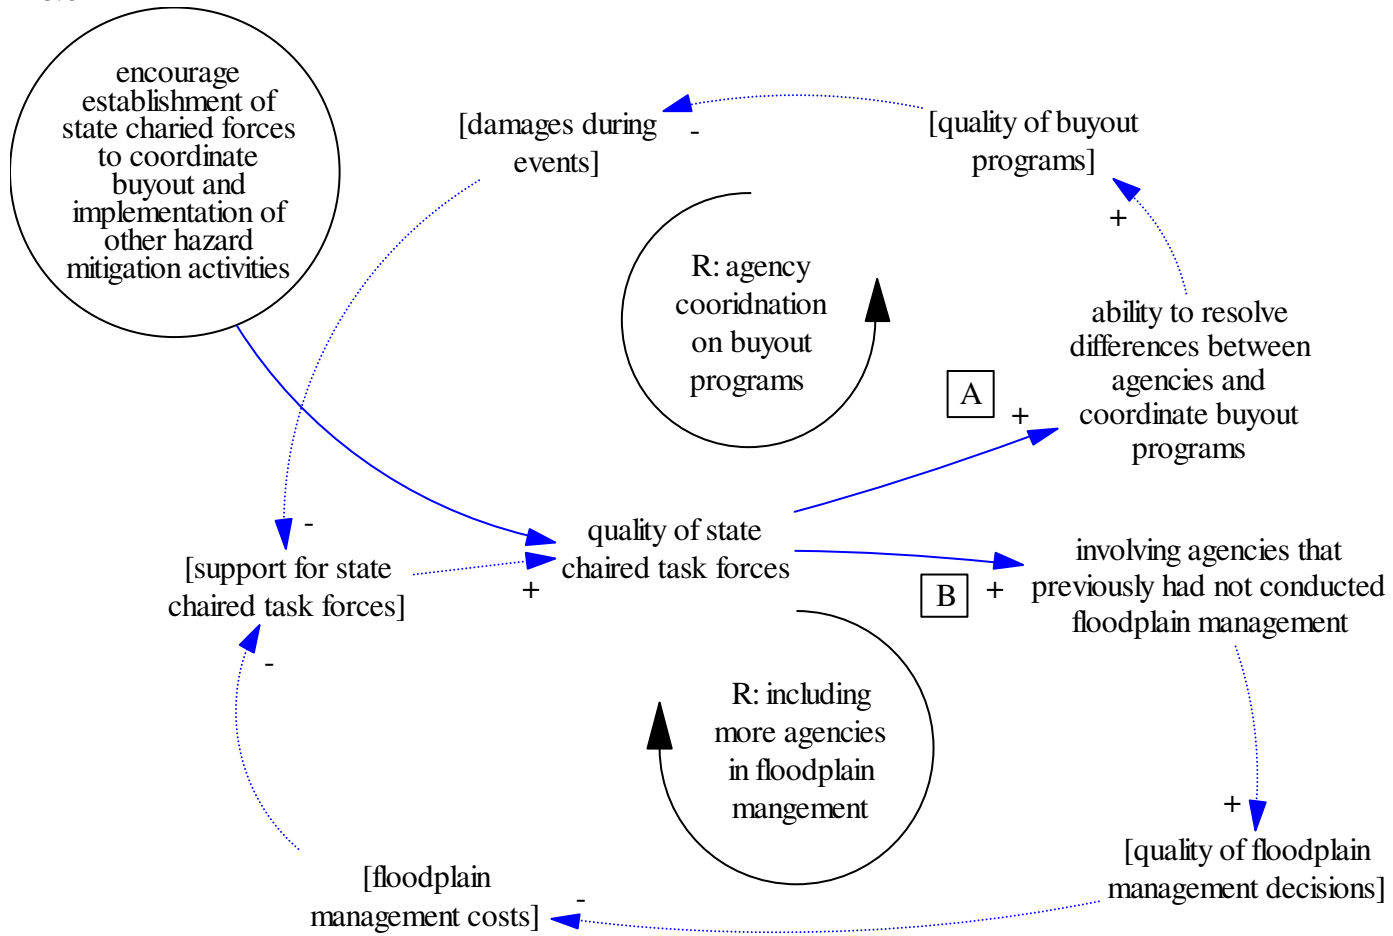 encourage
establishment of
state charied forces
to coordinate
buyout and
implementation of
other hazard
mitigation activities
[damages during
events]
-
[quality of buyout
programs]
+
R: agency
cooridnation
on buyout
programs
ability to resolve
differences between
agencies and
coordinate buyout
programs
A
+
-
[support for state
chaired task forces]
+
quality of state
chaired task forces
B
+
involving agencies that
previously had not conducted
floodplain management
-
R: including
more agencies
in floodplain
mangement
+
[quality of floodplain
management decisions]
[floodplain
management costs]
-